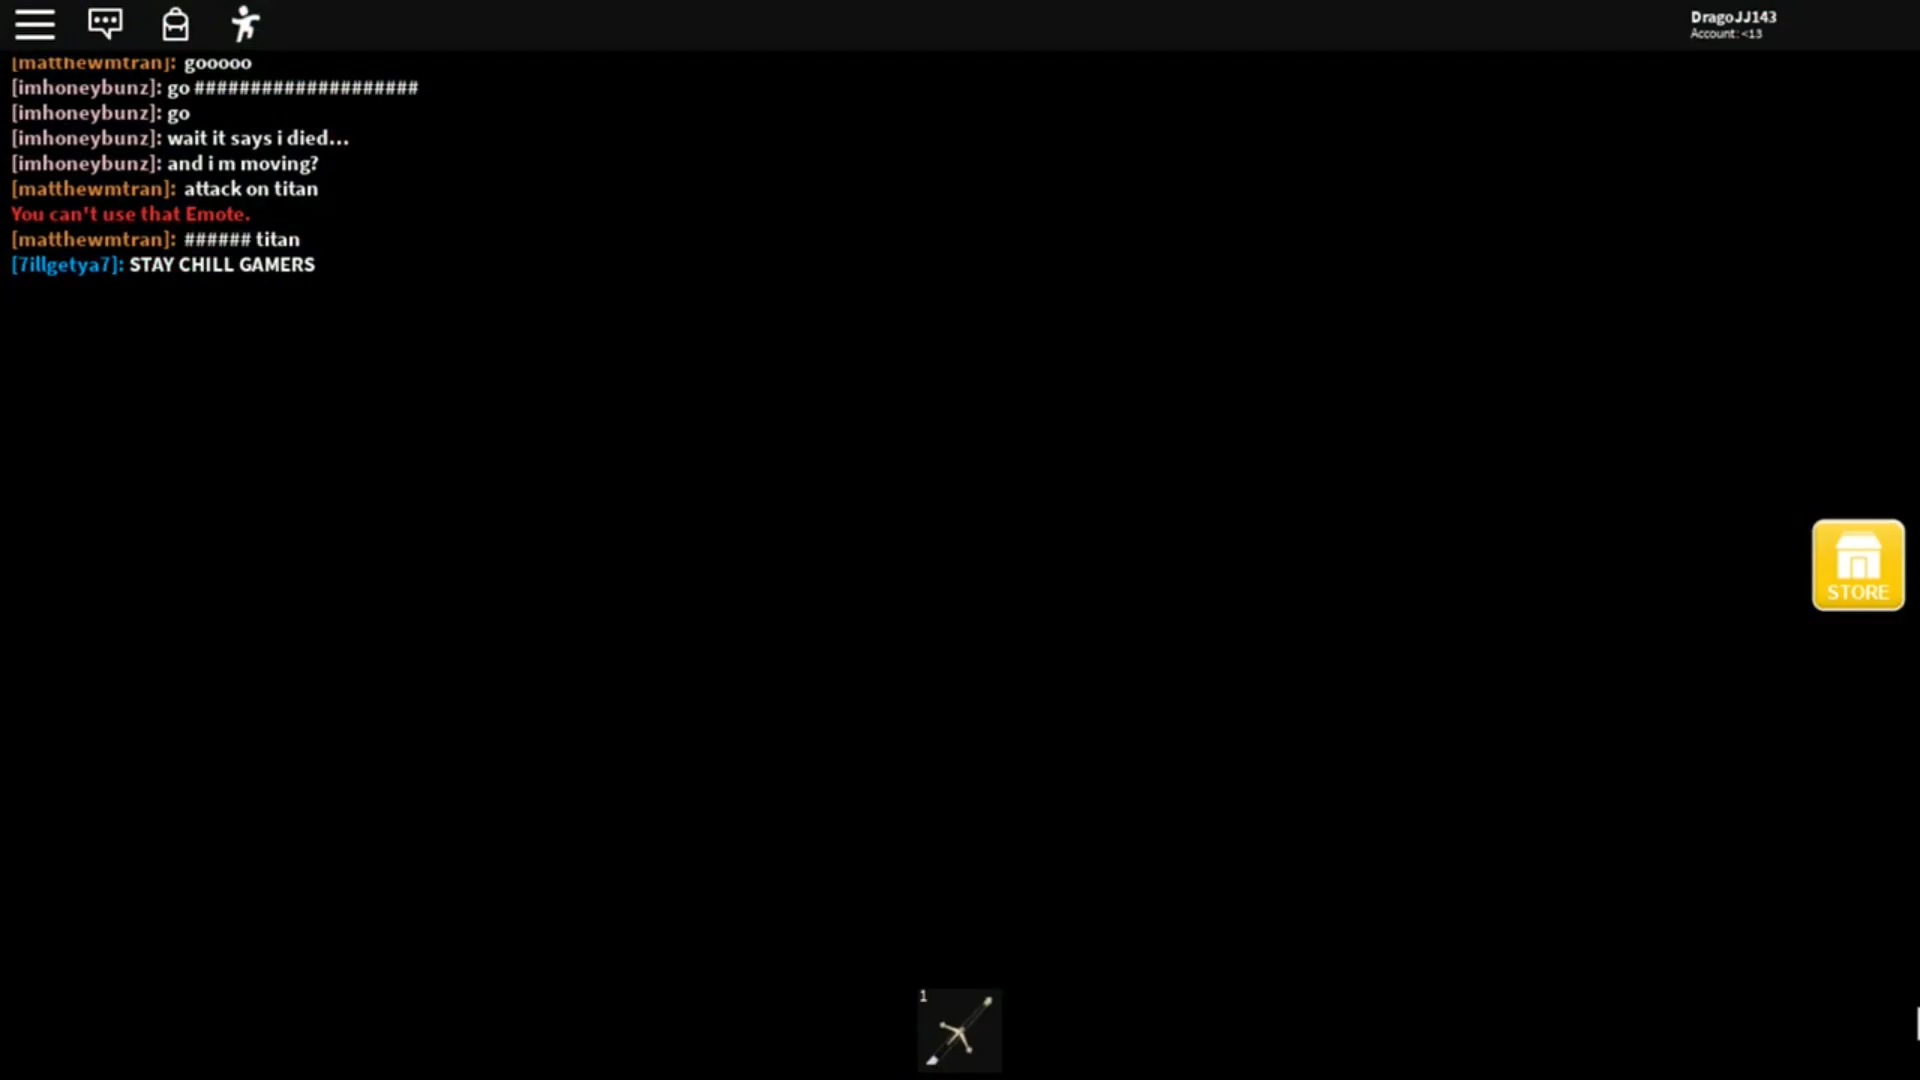 DragoJJ143
Account: <13
[matthewmtran]: gooooo
[imhoneybunz]: go ####################
[imhoneybunz]: go
[imhoneybunz]: wait it says i died...
[imhoneybunz]: and i m moving?
[matthewmtran]: attack on titan
You can't use that Emote.
[matthewmtran]: ###### titan
[7illgetya7]: STAY CHILL GAMERS
STORE
1